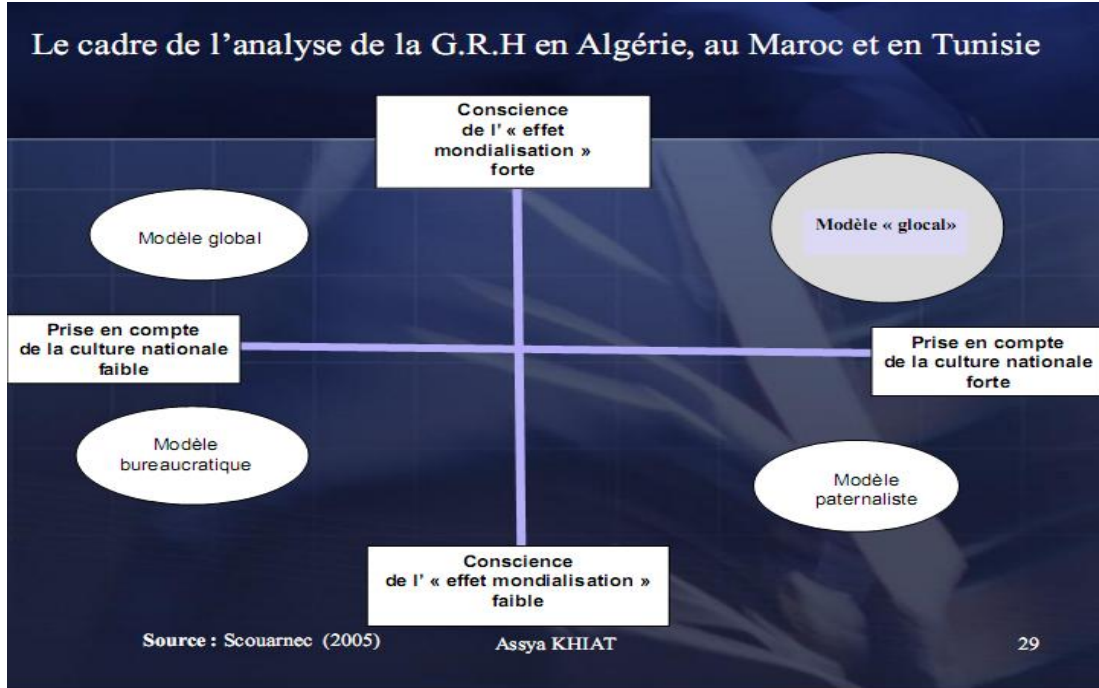 Le cadre de l'analyse de la G.R.H en Algérie, au Maroc et en Tunisie
Conscience
de l' « effet
mondialisation »
forte
Modèle global
Modèle « glocal»
Prise en compte
de la culture nationale
faible
Prise en compte
de la culture nationale
forte
Modèle
bureaucratique
Modèle
paternaliste
Conscience
de l' « effet mondialisation »
faible
Source : Scouarnec (2005)
Assya KHIAT
29